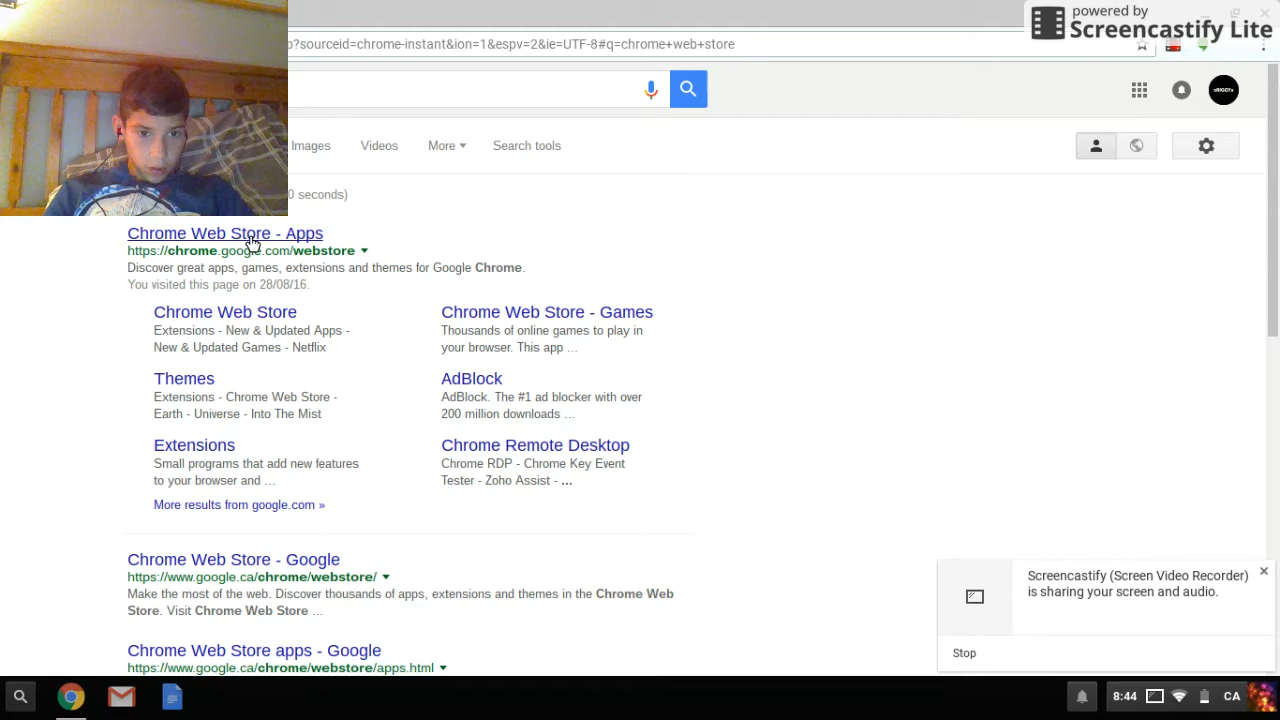 powered by
Screencastify Lite
p?sourceid=chrome-instant&ion=1&espv=2&ie=UTF-8#q=chrome+web+store
Images Videos More Search tools
0 seconds)
Chrome Web Store - Apps
https://chrome.google.com/webstore
Discover great apps, games, extensions and themes for Google Chrome.
You visited this page on 28/08/16.
Chrome Web Store
Extensions - New & Updated Apps -
New & Updated Games - Netflix
Chrome Web Store - Games
Thousands of online games to play in
your browser. This app ...
Themes
Extensions - Chrome Web Store -
Earth - Universe - Into The Mist
AdBlock
AdBlock. The #1 ad blocker with over
200 million downloads ...
Extensions
Small programs that add new features
to your browser and ...
Chrome Remote Desktop
Chrome RDP - Chrome Key Event
Tester - Zoho Assist - ...
More results from google.com »
Chrome Web Store - Google
https://www.google.ca/chrome/webstore/
Make the most of the web. Discover thousands of apps, extensions and themes in the Chrome Web
Store. Visit Chrome Web Store ...
Chrome Web Store apps - Google
https://www.google.ca/chrome/webstore/apps.html
Screencastify (Screen Video Recorder)
is sharing your screen and audio.
Stop
8:44 CA